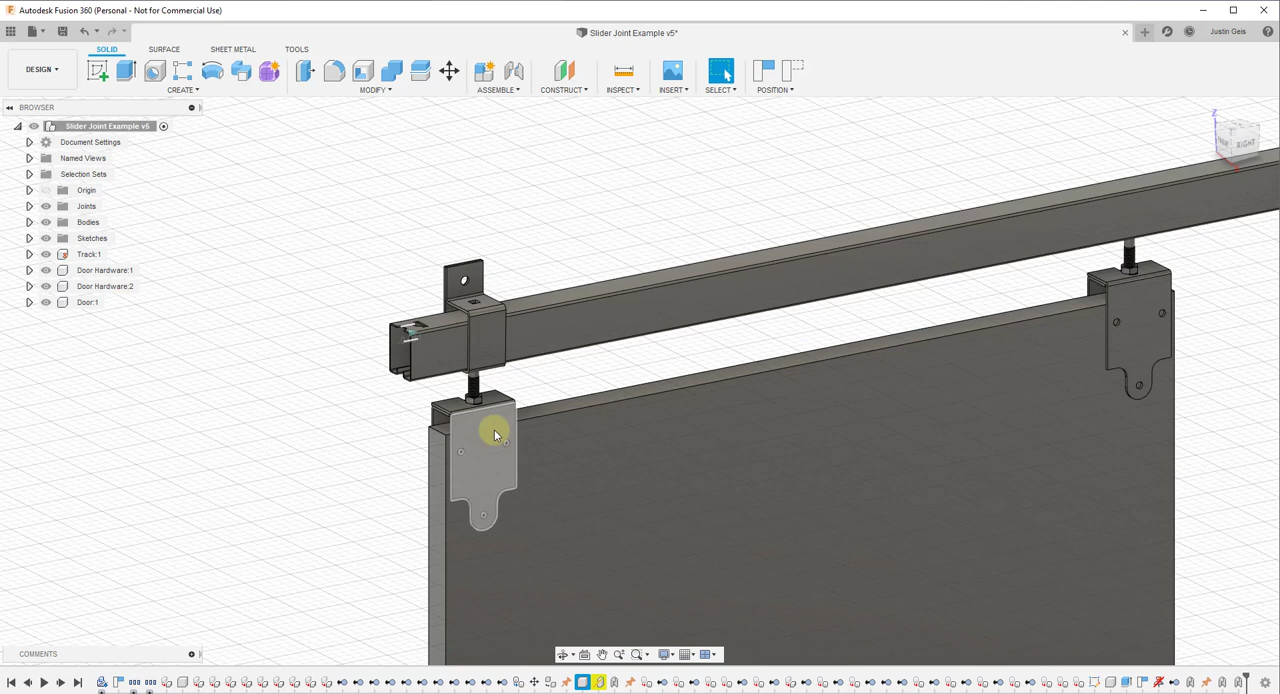 Autodesk Fusion 360 (Personal - Not for Commercial Use)
Slider Joint Example v5*
Justin Geis
SOLID SURFACE SHEET METAL TOOLS
DESIGN
CREATE MODIFY ASSEMBLE CONSTRUCT INSPECT INSERT SELECT POSITION
BROWSER
Slider Joint Example v5
Document Settings
Named Views
Selection Sets
Origin
Joints
Bodies
Sketches
Track:1
Door Hardware:1
Door Hardware:2
Door:1
Z
RIGHT
COMMENTS